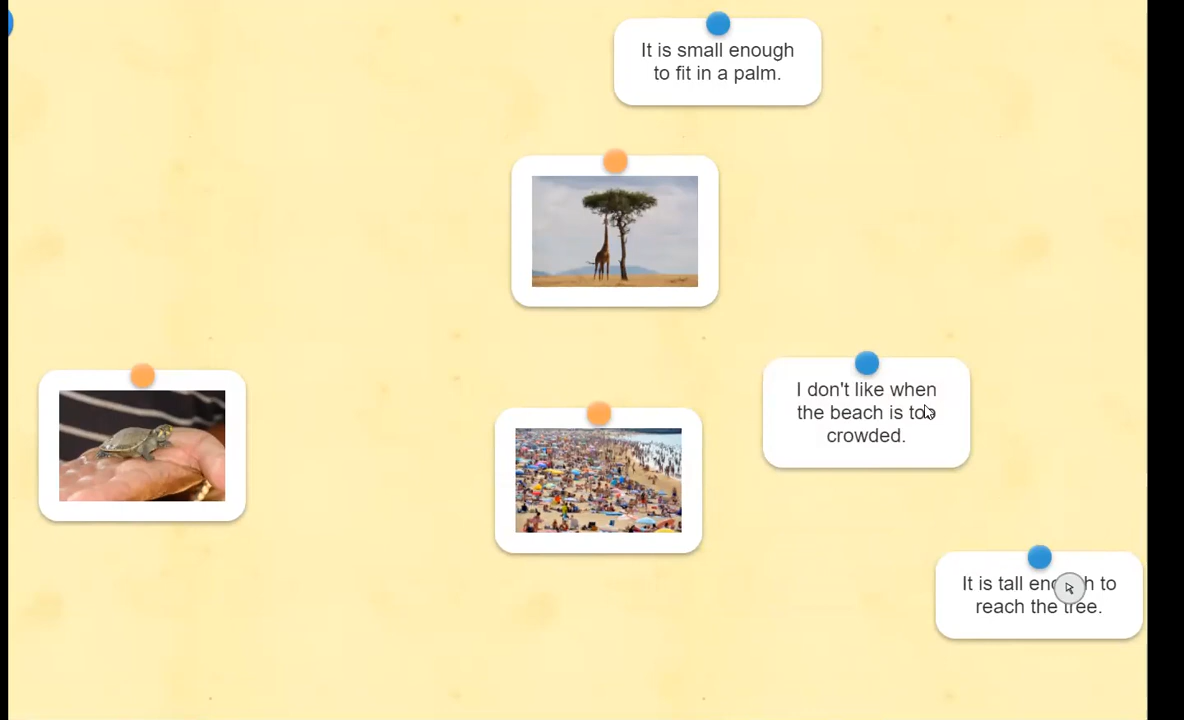 It is small enough
to fit in a palm.
I don't like when
the beach is too
crowded.
It is tall enough to
reach the tree.